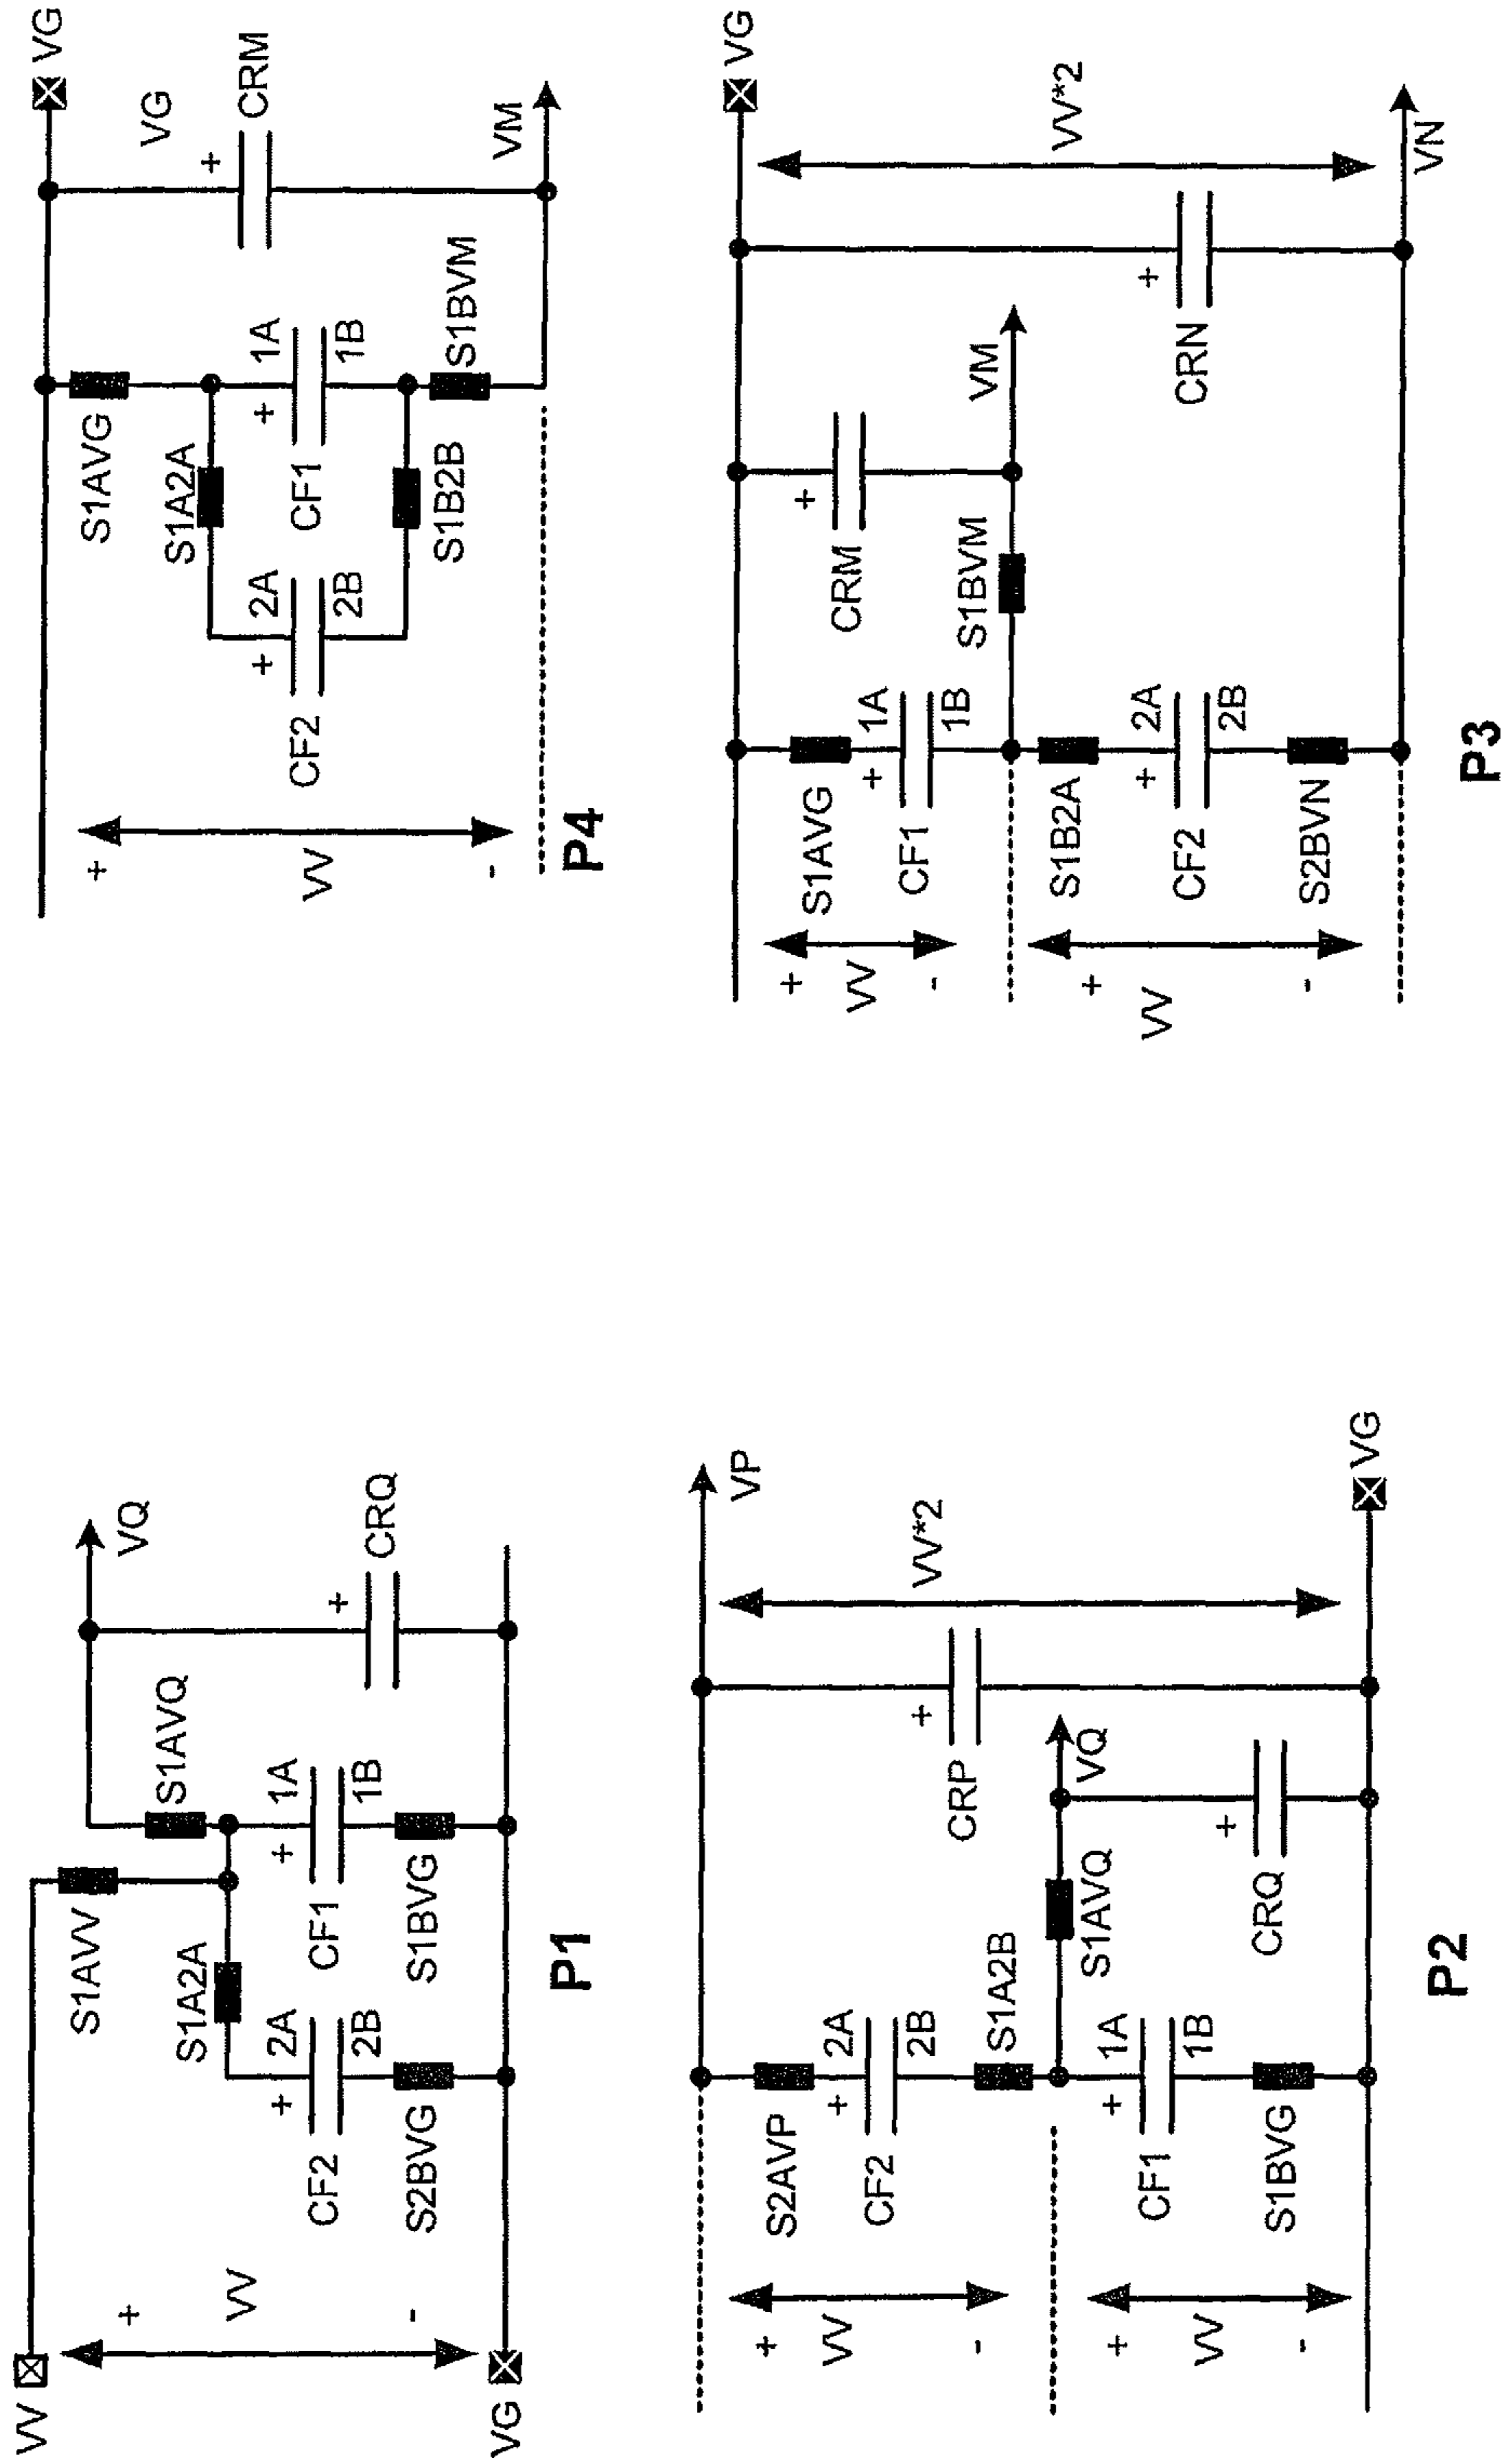 VV
S1AVV
S1AVQ
VQ
+
VV
-
S1A2A
+
2A
CF2
2B
S2BVG
+
1A
CF1
1B
S1BVG
+
CRQ
VG
P1
VG
S1AVG
VG
+
VV
-
S1A2A
+
2A
CF2
2B
+
1A
CF1
1B
S1B2B
S1BVM
+
CRM
VM
P4
VP
+
VV
-
S2AVP
+
2A
CF2
2B
S1A2B
+
CRP
VV*2
+
VV
-
S1AVQ
VQ
+
1A
CF1
1B
S1BVG
+
CRQ
VG
P2
VG
+
VV
-
S1AVG
+
1A
CF1
1B
+
CRM
S1BVM
VM
VV*2
+
VV
-
S1B2A
+
2A
CF2
2B
S2BVN
+
CRN
VN
P3